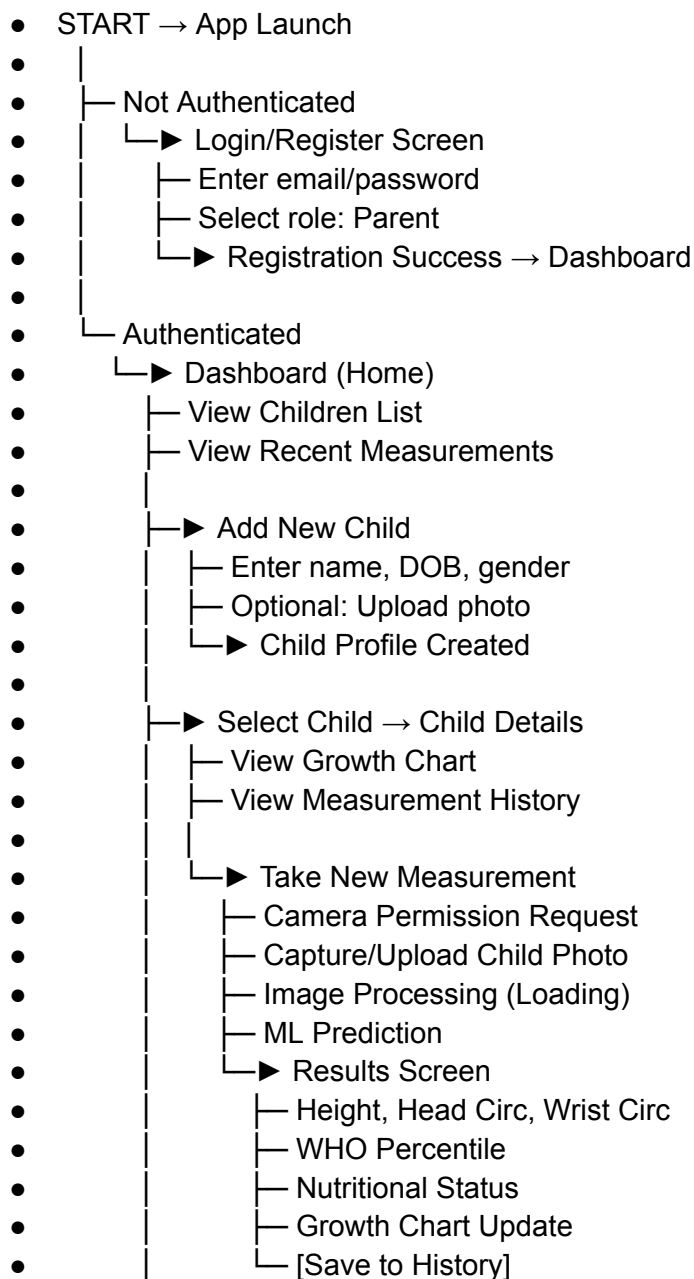 ● START → App Launch
● │
● ├─ Not Authenticated
● │ └─► Login/Register Screen
● │ ├─ Enter email/password
● │ ├─ Select role: Parent
● │ └─► Registration Success → Dashboard
● │
● └─ Authenticated
● └─► Dashboard (Home)
● ├─ View Children List
● ├─ View Recent Measurements
● │
● ├─► Add New Child
● │ ├─ Enter name, DOB, gender
● │ ├─ Optional: Upload photo
● │ └─► Child Profile Created
● │
● ├─► Select Child → Child Details
● │ ├─ View Growth Chart
● │ ├─ View Measurement History
● │ │
● │ └─► Take New Measurement
● │ ├─ Camera Permission Request
● │ ├─ Capture/Upload Child Photo
● │ ├─ Image Processing (Loading)
● │ ├─ ML Prediction
● │ └─► Results Screen
● │ ├─ Height, Head Circ, Wrist Circ
● │ ├─ WHO Percentile
● │ ├─ Nutritional Status
● │ ├─ Growth Chart Update
● │ └─ [Save to History]